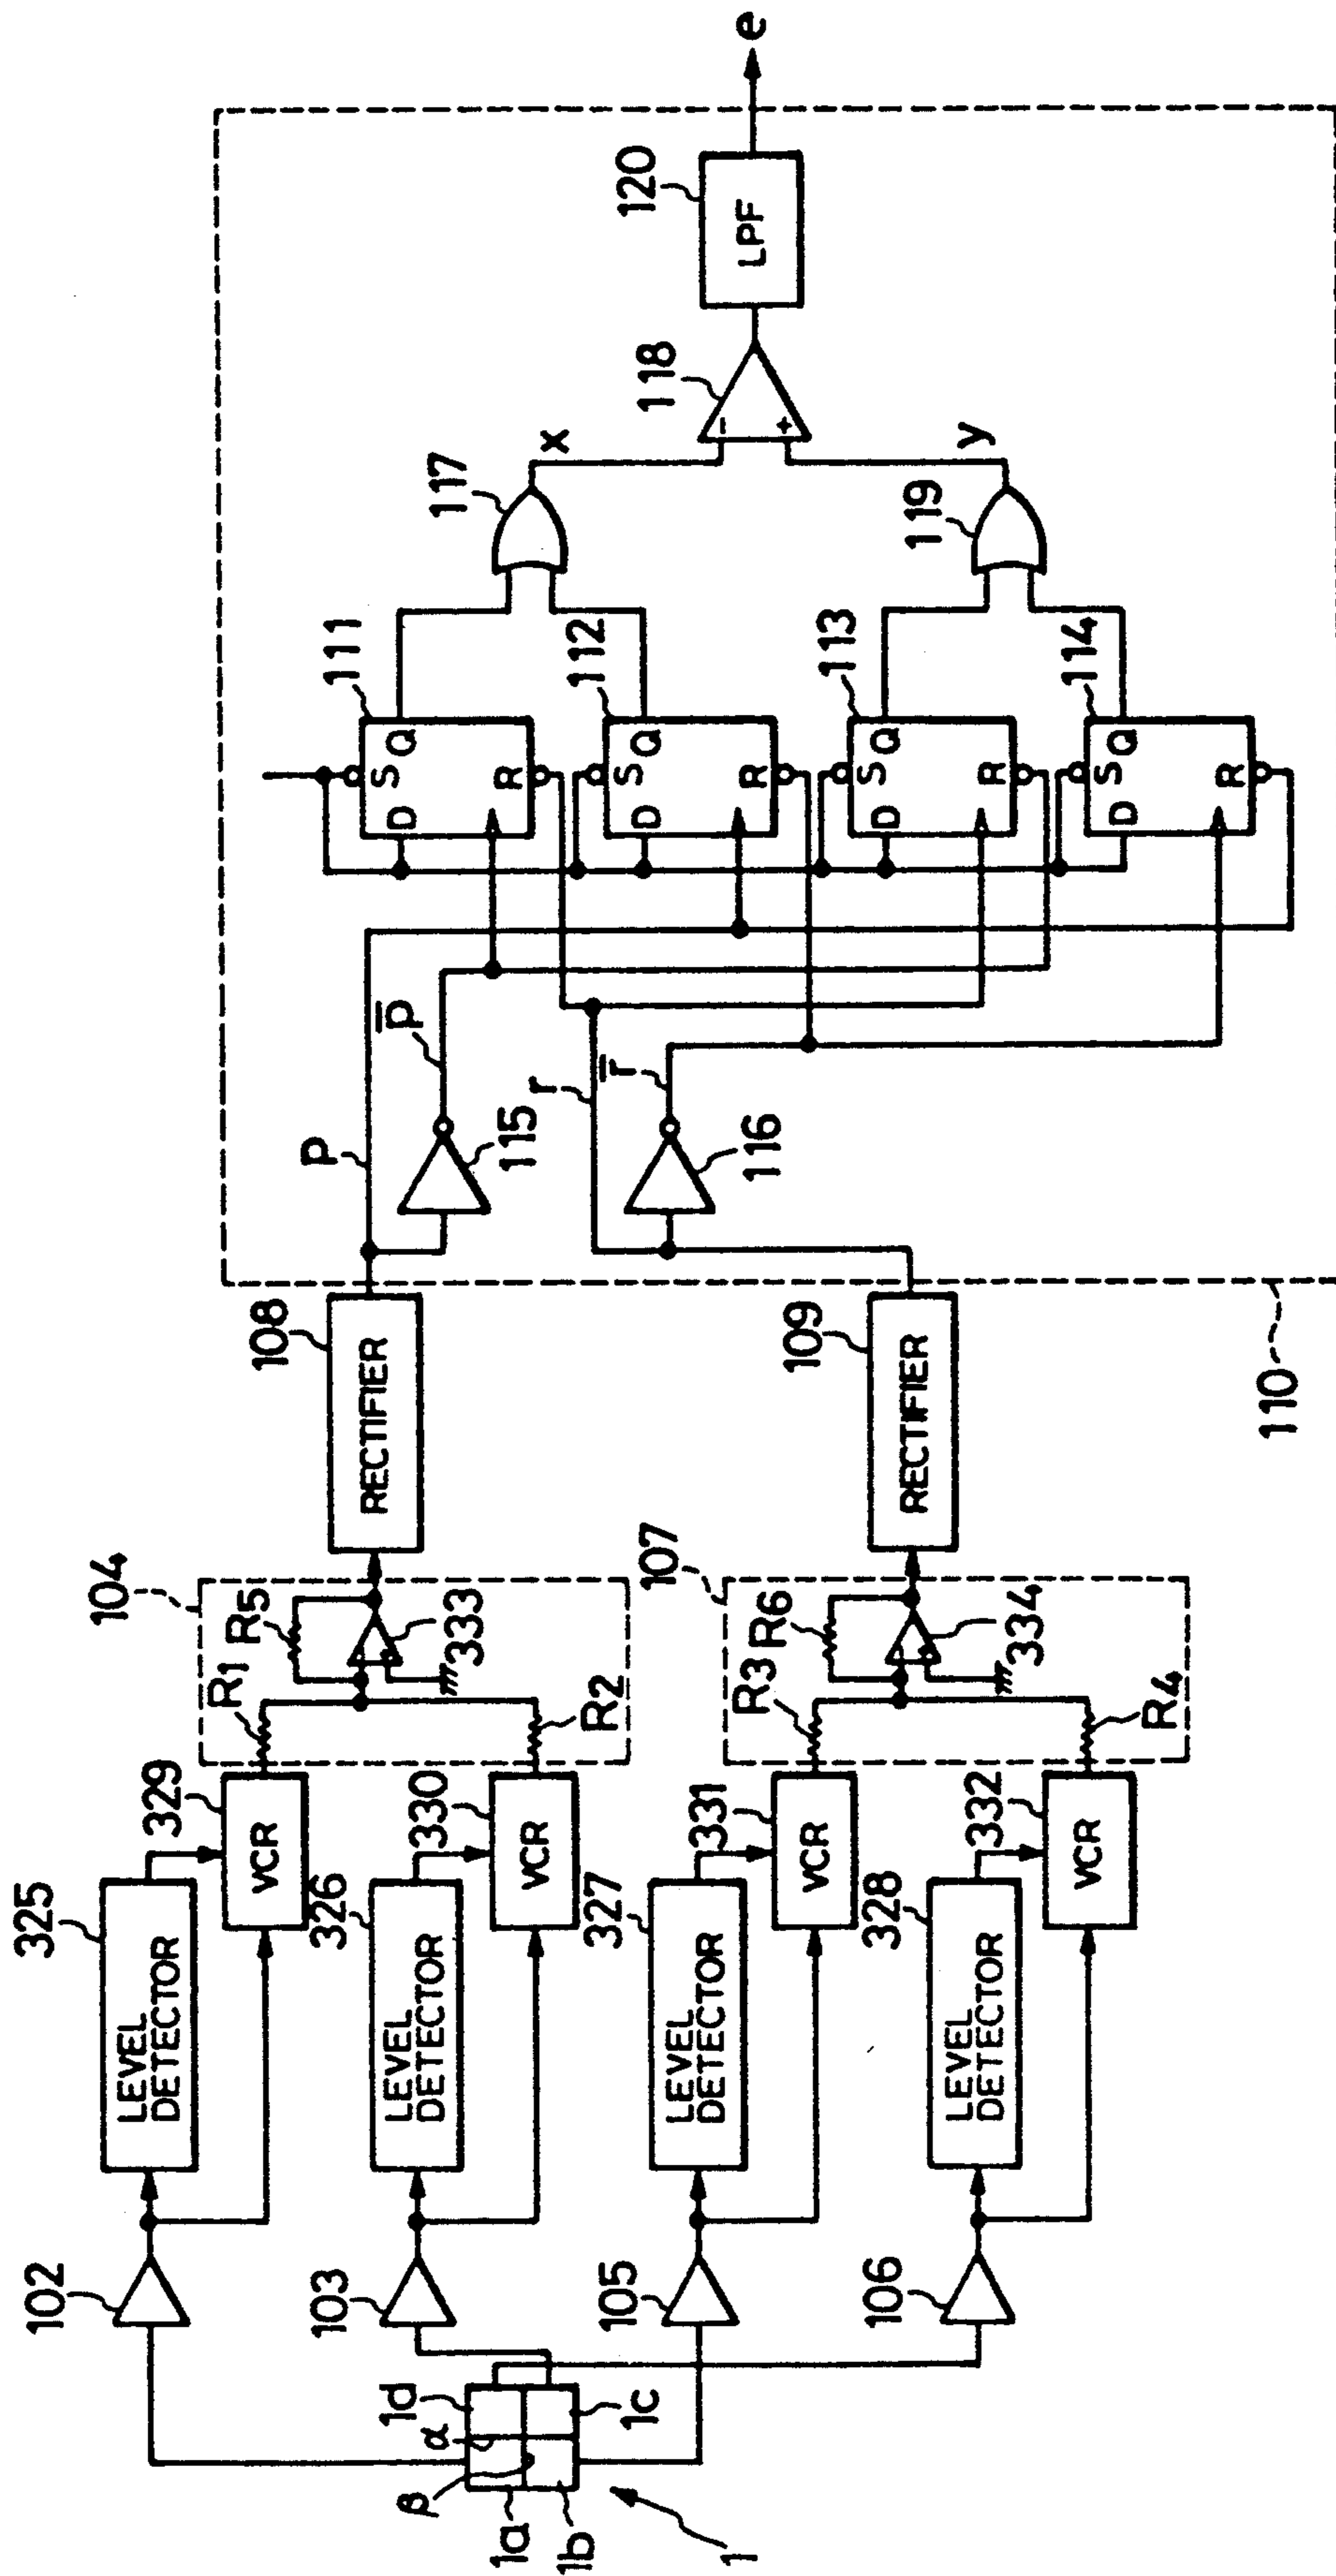 325
LEVEL DETECTOR
102
329
VCR
104
R1
R5
333
R2
103
326
LEVEL DETECTOR
330
VCR
1
1a
1b
1c
1d
α
β
105
327
LEVEL DETECTOR
331
VCR
107
R3
R6
334
R4
106
328
LEVEL DETECTOR
332
VCR
108
RECTIFIER
109
RECTIFIER
110
P
P̅
115
r
r̅
116
111
S
D
Q
R
112
S
D
Q
R
113
S
D
Q
R
114
S
D
Q
R
117
x
119
y
118
−
+
120
LPF
e